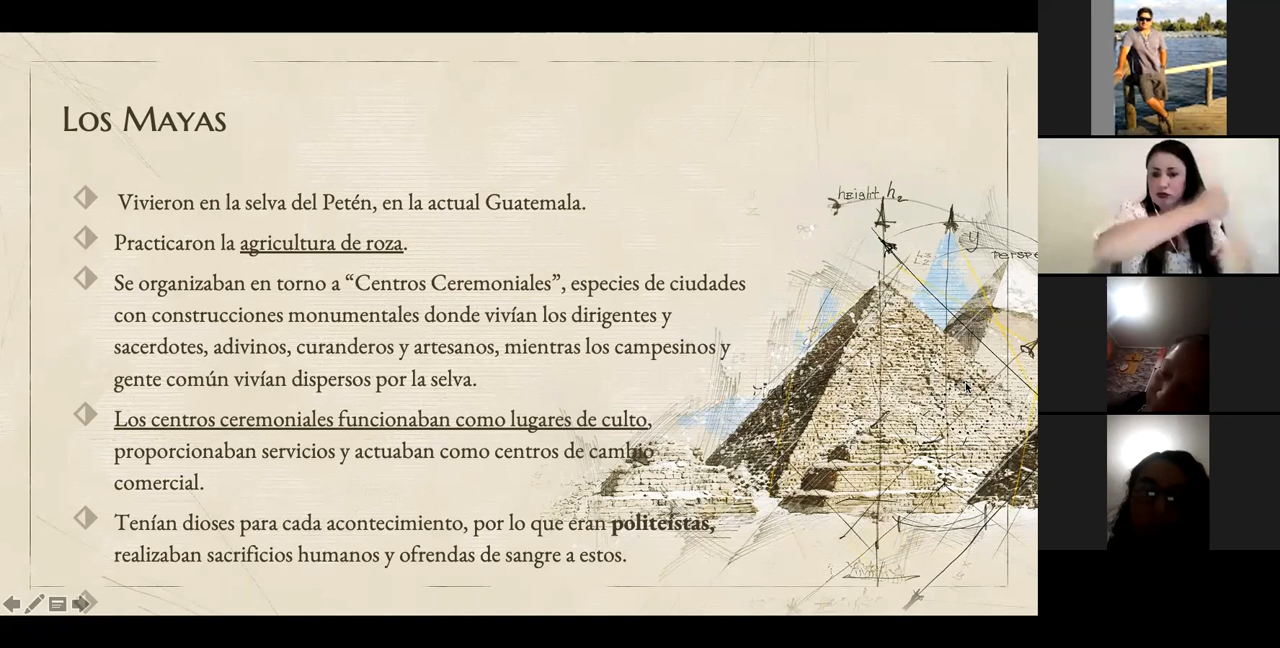 Los Mayas
Vivieron en la selva del Petén, en la actual Guatemala.
Practicaron la agricultura de roza.
Se organizaban en torno a “Centros Ceremoniales”, especies de ciudades
con construcciones monumentales donde vivían los dirigentes y
sacerdotes, adivinos, curanderos y artesanos, mientras los campesinos y
gente común vivían dispersos por la selva.
Los centros ceremoniales funcionaban como lugares de culto,
proporcionaban servicios y actuaban como centros de cambio
comercial.
Tenían dioses para cada acontecimiento, por lo que eran politeístas,
realizaban sacrificios humanos y ofrendas de sangre a estos.
height h2
y
perspe